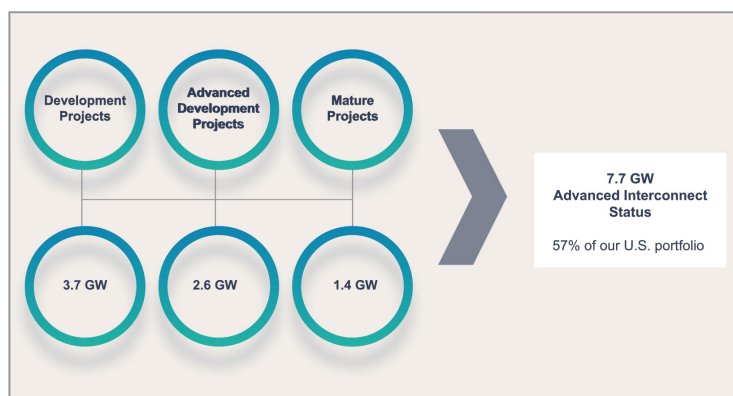 Development
Projects
Advanced
Development
Projects
Mature
Projects
3.7 GW
2.6 GW
1.4 GW
7.7 GW
Advanced Interconnect
Status
57% of our U.S. portfolio